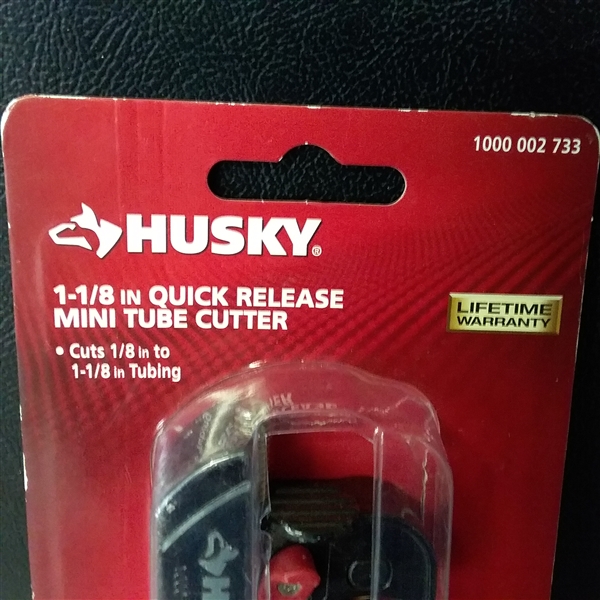 1000 002 733
HUSKY®
1-1/8 IN QUICK RELEASE
MINI TUBE CUTTER
• Cuts 1/8 in to
1-1/8 in Tubing
LIFETIME
WARRANTY
HUSK